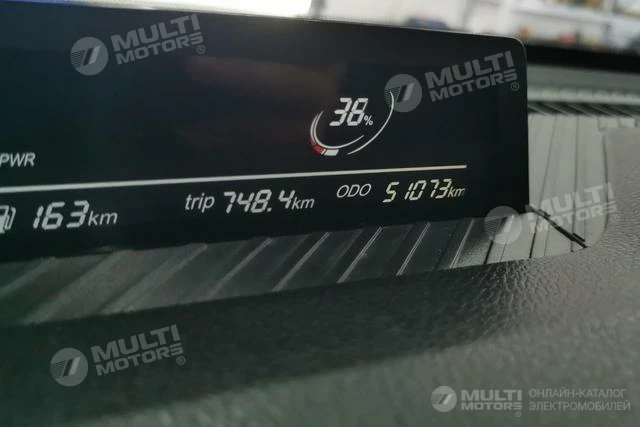 MULTI
MOTORS®
MULTI
MOTORS®
38%
PWR
163km
trip 748.4km
ODO 51073km
MULTI
MOTORS®
MULTI
MOTORS®
MULTI
MOTORS®
ОНЛАЙН-КАТАЛОГ
ЭЛЕКТРОМОБИЛЕЙ